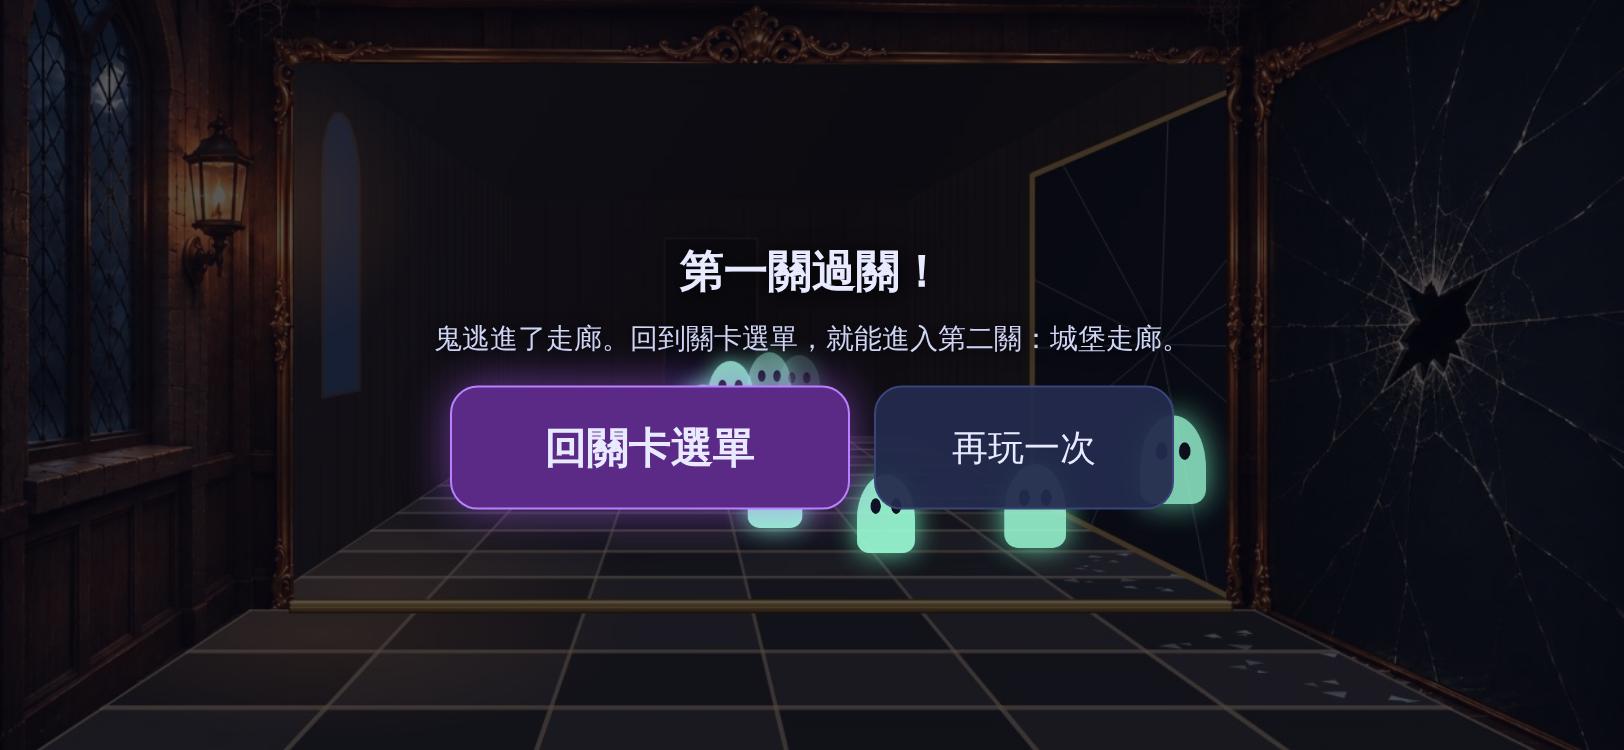 第一關過關！
鬼逃進了走廊。回到關卡選單，就能進入第二關：城堡走廊。
回關卡選單
再玩一次